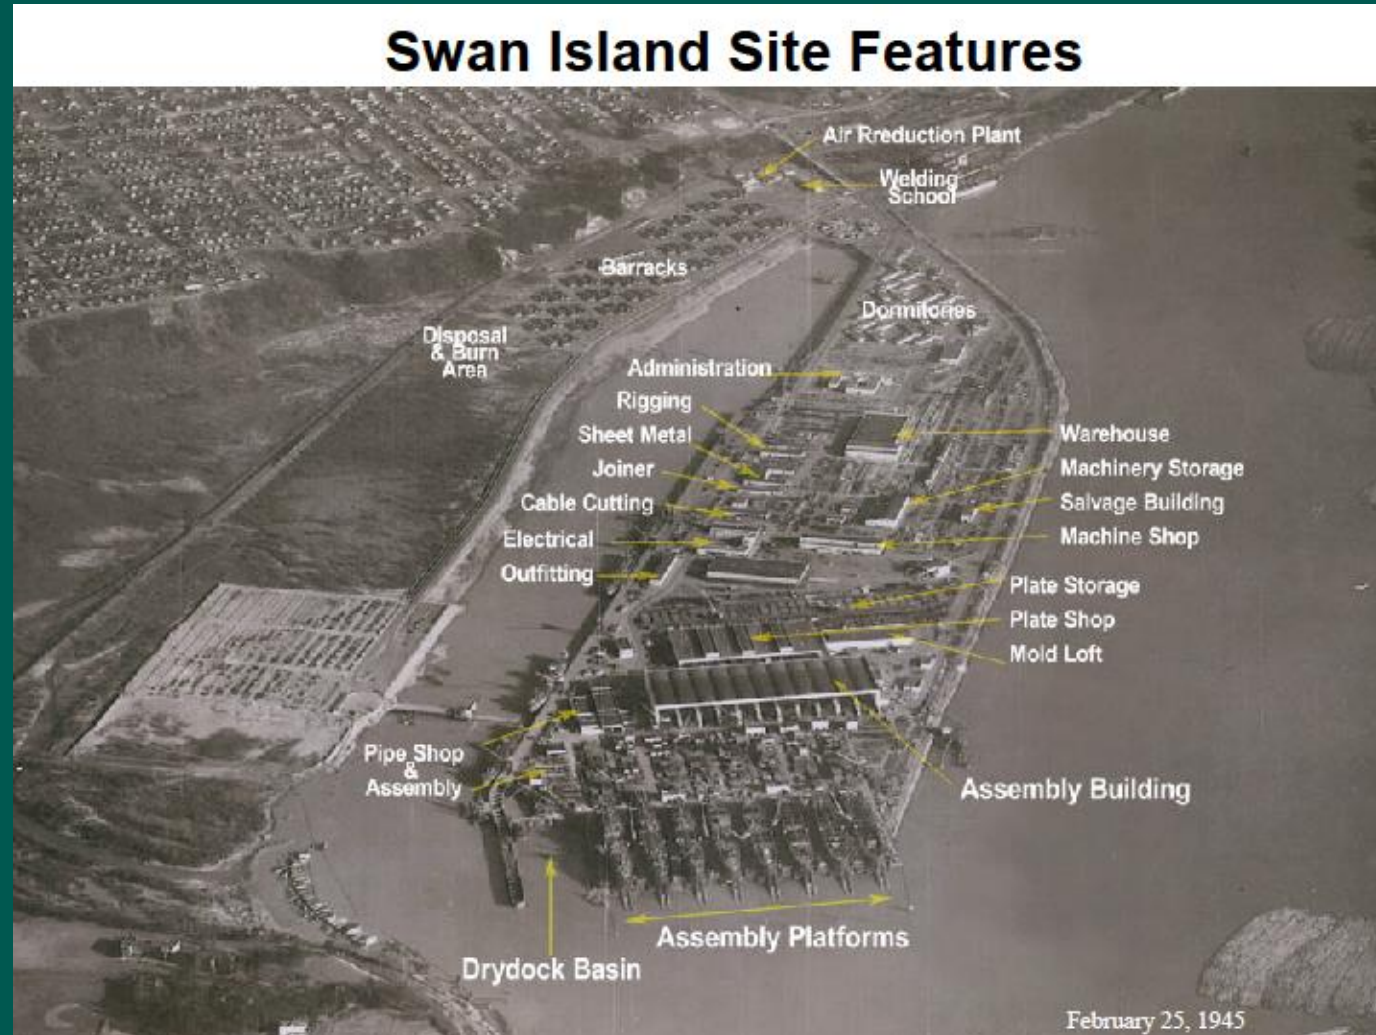 Swan Island Site Features
Air Rreduction Plant
Welding
School
Barracks
Dormitories
Disposal
& Burn
Area
Administration
Rigging
Sheet Metal
Joiner
Cable Cutting
Electrical
Outfitting
Warehouse
Machinery Storage
Salvage Building
Machine Shop
Plate Storage
Plate Shop
Mold Loft
Pipe Shop
&
Assembly
Assembly Building
Assembly Platforms
Drydock Basin
February 25, 1945